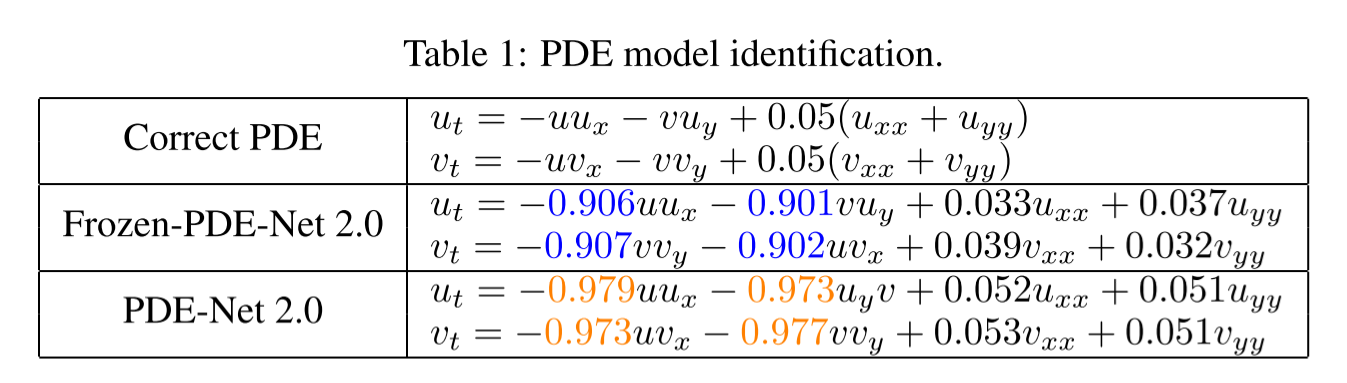 Table 1: PDE model identification.
Correct PDE
u_t = −uu_x − vu_y + 0.05(u_{xx} + u_{yy})
v_t = −uv_x − vv_y + 0.05(v_{xx} + v_{yy})
Frozen-PDE-Net 2.0
u_t = −0.906uu_x − 0.901vu_y + 0.033u_{xx} + 0.037u_{yy}
v_t = −0.907vv_y − 0.902uv_x + 0.039v_{xx} + 0.032v_{yy}
PDE-Net 2.0
u_t = −0.979uu_x − 0.973u_yv + 0.052u_{xx} + 0.051u_{yy}
v_t = −0.973uv_x − 0.977vv_y + 0.053v_{xx} + 0.051v_{yy}